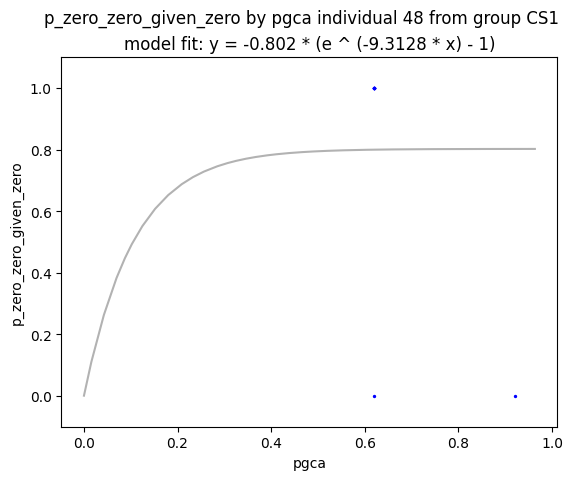 p_zero_zero_given_zero by pgca individual 48 from group CS1
model fit: y = -0.802 * (e ^ (-9.3128 * x) - 1)
1.0
0.8
0.6
0.4
0.2
0.0
p_zero_zero_given_zero
0.0 0.2 0.4 0.6 0.8 1.0
pgca